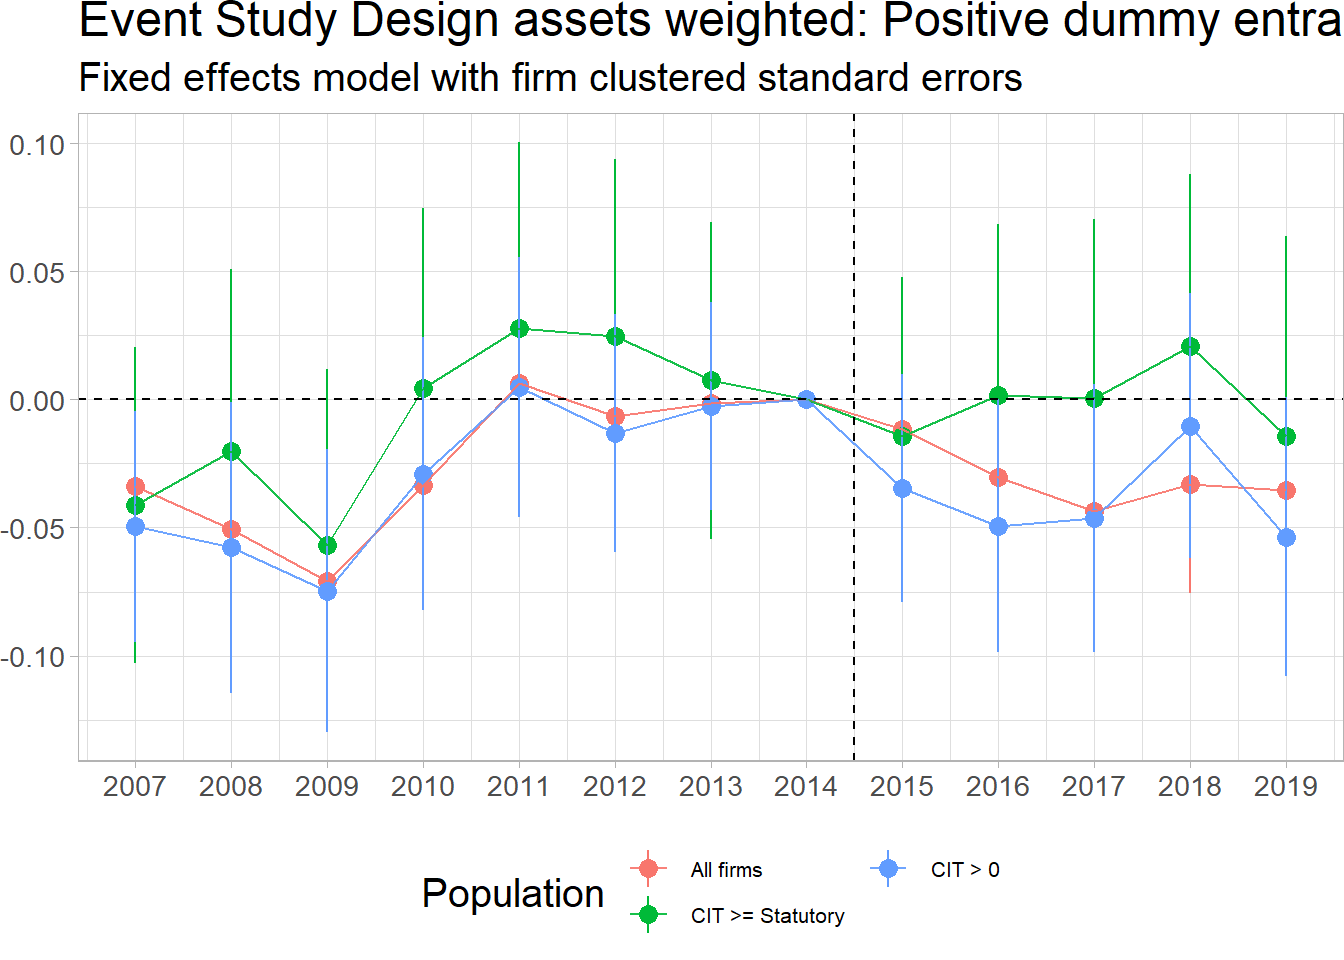 Event Study Design assets weighted: Positive dummy entra
Fixed effects model with firm clustered standard errors
0.10
0.05
0.00
-0.05
-0.10
2007 2008 2009 2010 2011 2012 2013 2014 2015 2016 2017 2018 2019
Population
All firms
CIT > 0
CIT >= Statutory